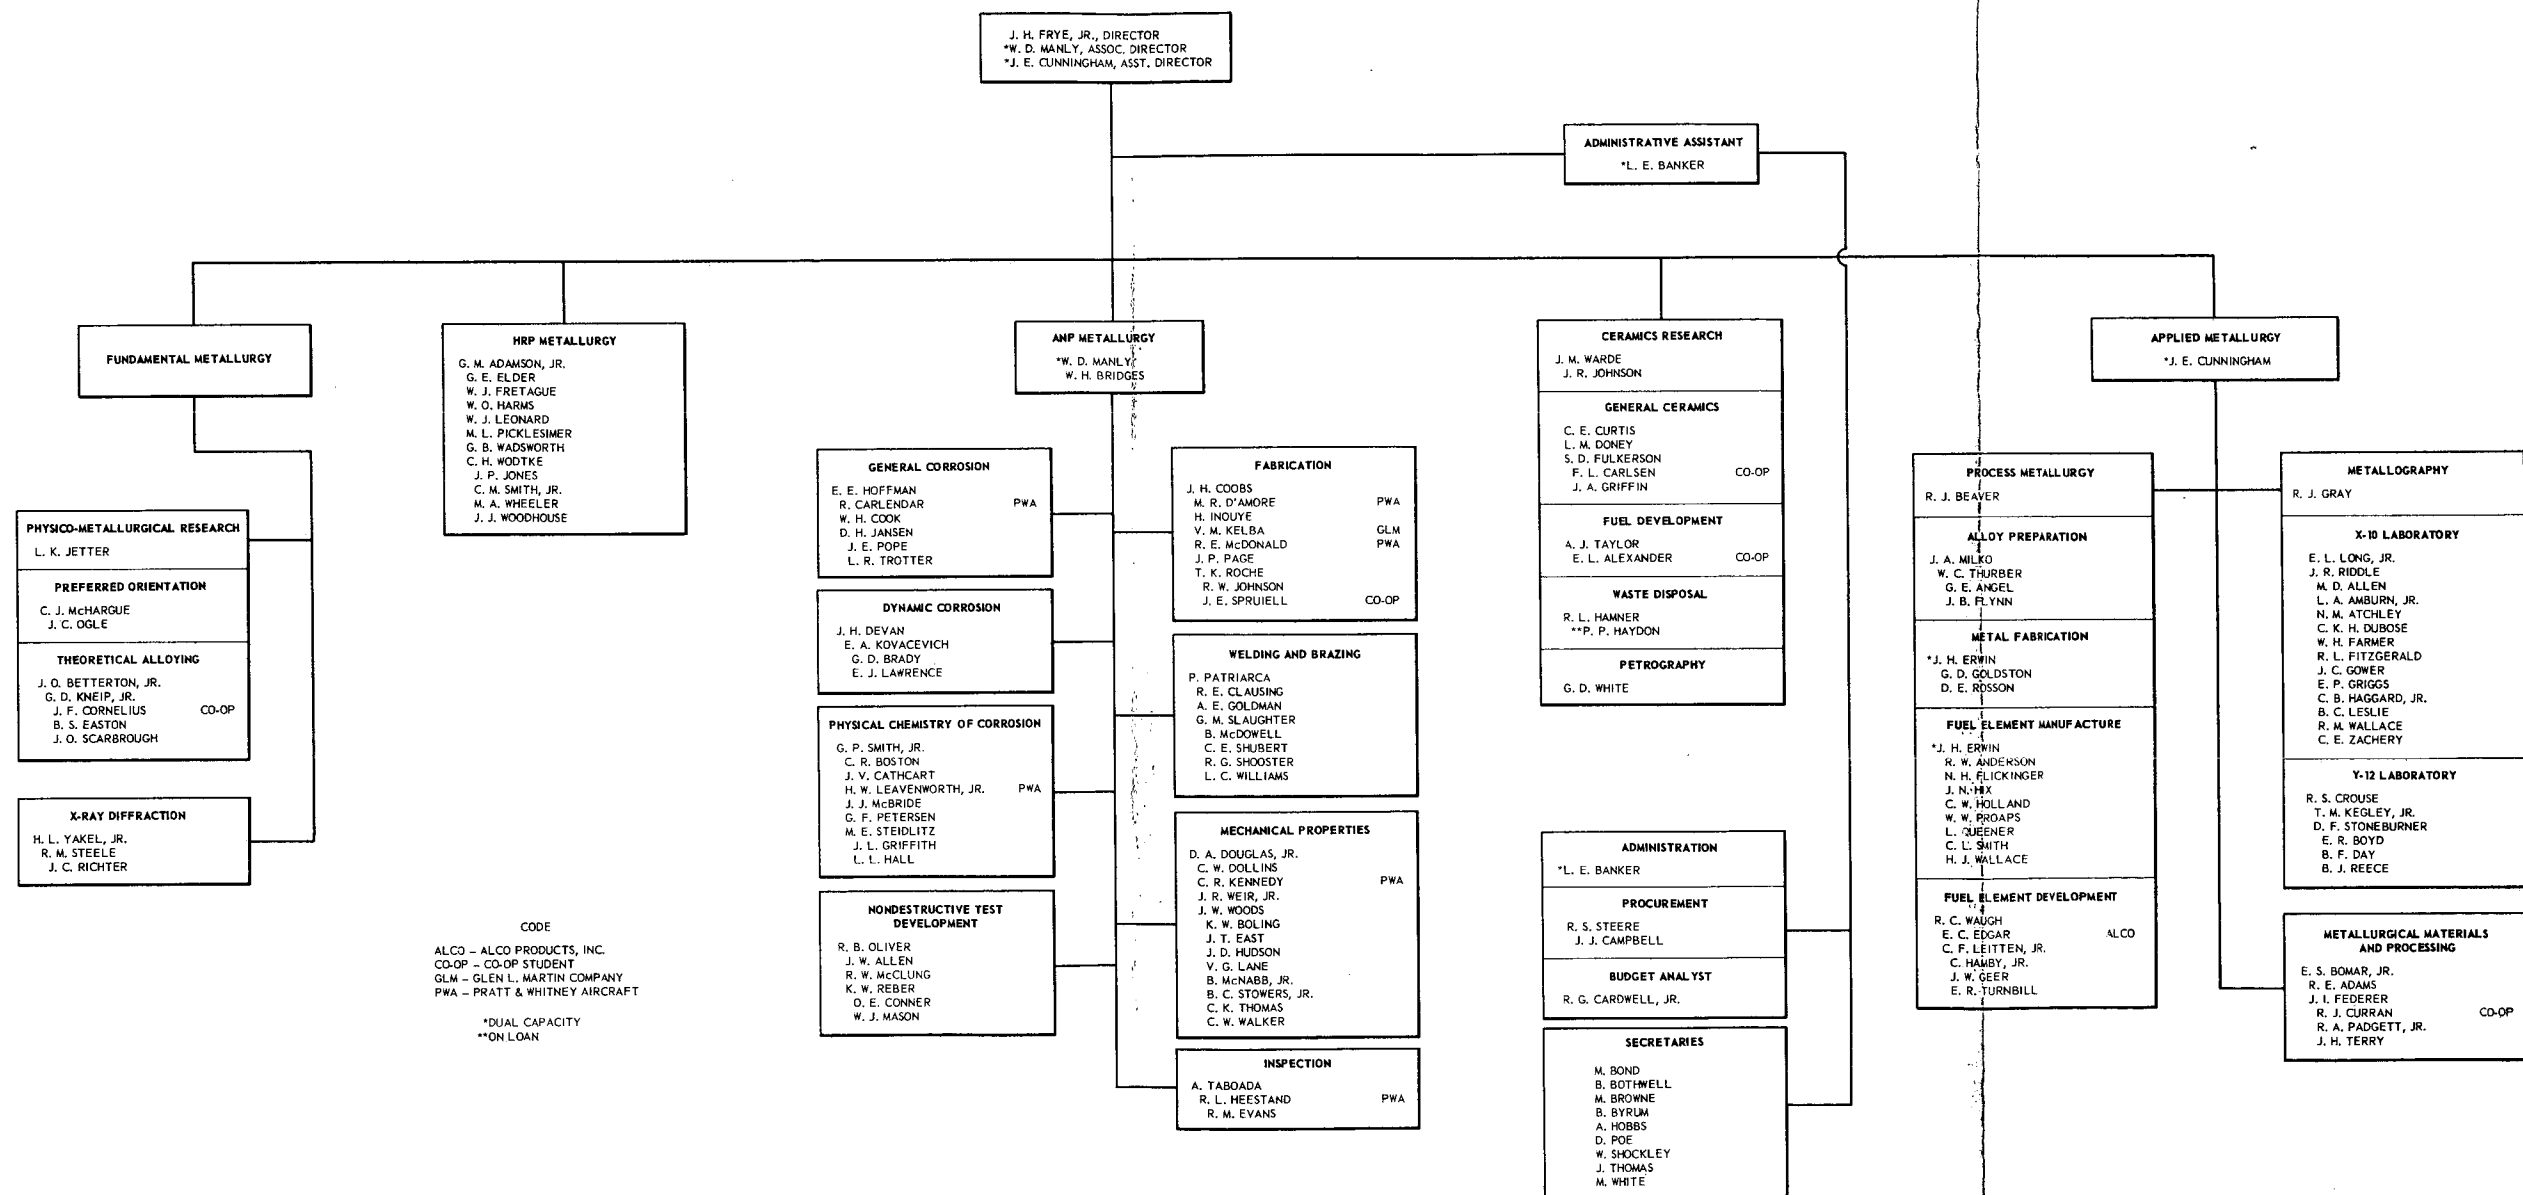 J. H. FRYE, JR., DIRECTOR
*W. D. MANLY, ASSOC. DIRECTOR
*J. E. CUNNINGHAM, ASST. DIRECTOR
ADMINISTRATIVE ASSISTANT
*L. E. BANKER
FUNDAMENTAL METALLURGY
PHYSICO-METALLURGICAL RESEARCH
L. K. JETTER
PREFERRED ORIENTATION
C. J. McHARGUE
J. C. OGLE
THEORETICAL ALLOYING
J. O. BETTERTON, JR.
G. D. KNEIP, JR.
J. F. CORNELIUS CO-OP
B. S. EASTON
J. O. SCARBROUGH
X-RAY DIFFRACTION
H. L. YAKEL, JR.
R. M. STEELE
J. C. RICHTER
HRP METALLURGY
G. M. ADAMSON, JR.
G. E. ELDER
W. J. FRETAGUE
W. O. HARMS
W. J. LEONARD
M. L. PICKLESIMER
G. B. WADSWORTH
C. H. WODTKE
J. P. JONES
C. M. SMITH, JR.
M. A. WHEELER
J. J. WOODHOUSE
CODE
ALCO – ALCO PRODUCTS, INC.
CO-OP – CO-OP STUDENT
GLM – GLEN L. MARTIN COMPANY
PWA – PRATT & WHITNEY AIRCRAFT
*DUAL CAPACITY
**ON LOAN
ANP METALLURGY
*W. D. MANLY
W. H. BRIDGES
GENERAL CORROSION
E. E. HOFFMAN
R. CARLENDAR PWA
W. H. COOK
D. H. JANSEN
J. E. POPE
L. R. TROTTER
DYNAMIC CORROSION
J. H. DEVAN
E. A. KOVACEVICH
G. D. BRADY
E. J. LAWRENCE
PHYSICAL CHEMISTRY OF CORROSION
G. P. SMITH, JR.
C. R. BOSTON
J. V. CATHCART
H. W. LEAVENWORTH, JR. PWA
J. J. McBRIDE
G. F. PETERSEN
M. E. STEIDLITZ
J. L. GRIFFITH
L. L. HALL
NONDESTRUCTIVE TEST
DEVELOPMENT
R. B. OLIVER
J. W. ALLEN
R. W. McCLUNG
K. W. REBER
O. E. CONNER
W. J. MASON
FABRICATION
J. H. COOBS
M. R. D'AMORE PWA
H. INOUYE
V. M. KELBA GLM
R. E. McDONALD PWA
J. P. PAGE
T. K. ROCHE
R. W. JOHNSON
J. E. SPRUIELL CO-OP
WELDING AND BRAZING
P. PATRIARCA
R. E. CLAUSING
A. E. GOLDMAN
G. M. SLAUGHTER
B. McDOWELL
C. E. SHUBERT
R. G. SHOOSTER
L. C. WILLIAMS
MECHANICAL PROPERTIES
D. A. DOUGLAS, JR.
C. W. DOLLINS
C. R. KENNEDY PWA
J. R. WEIR, JR.
J. W. WOODS
K. W. BOLING
J. T. EAST
J. D. HUDSON
V. G. LANE
B. McNABB, JR.
B. C. STOWERS, JR.
C. K. THOMAS
C. W. WALKER
INSPECTION
A. TABOADA
R. L. HEESTAND PWA
R. M. EVANS
CERAMICS RESEARCH
J. M. WARDE
J. R. JOHNSON
GENERAL CERAMICS
C. E. CURTIS
L. M. DONEY
S. D. FULKERSON
F. L. CARLSEN CO-OP
J. A. GRIFFIN
FUEL DEVELOPMENT
A. J. TAYLOR
E. L. ALEXANDER CO-OP
WASTE DISPOSAL
R. L. HAMNER
**P. P. HAYDON
PETROGRAPHY
G. D. WHITE
ADMINISTRATION
*L. E. BANKER
PROCUREMENT
R. S. STEERE
J. J. CAMPBELL
BUDGET ANALYST
R. G. CARDWELL, JR.
SECRETARIES
M. BOND
B. BOTHWELL
M. BROWNE
B. BYRUM
A. HOBBS
D. POE
W. SHOCKLEY
J. THOMAS
M. WHITE
APPLIED METALLURGY
*J. E. CUNNINGHAM
PROCESS METALLURGY
R. J. BEAVER
ALLOY PREPARATION
J. A. MILKO
W. C. THURBER
G. E. ANGEL
J. B. FLYNN
METAL FABRICATION
*J. H. ERWIN
G. D. GOLDSTON
D. E. ROSSON
FUEL ELEMENT MANUFACTURE
*J. H. ERWIN
R. W. ANDERSON
N. H. FLICKINGER
J. N. HIX
C. W. HOLLAND
W. W. PROAPS
L. QUEENER
C. L. SMITH
H. J. WALLACE
FUEL ELEMENT DEVELOPMENT
R. C. WAUGH
E. C. EDGAR ALCO
C. F. LEITTEN, JR.
C. HAMBY, JR.
J. W. GEER
E. R. TURNBILL
METALLOGRAPHY
R. J. GRAY
X-10 LABORATORY
E. L. LONG, JR.
J. R. RIDDLE
M. D. ALLEN
L. A. AMBURN, JR.
N. M. ATCHLEY
C. K. H. DUBOSE
W. H. FARMER
R. L. FITZGERALD
J. C. GOWER
E. P. GRIGGS
C. B. HAGGARD, JR.
B. C. LESLIE
R. M. WALLACE
C. E. ZACHERY
Y-12 LABORATORY
R. S. CROUSE
T. M. KEGLEY, JR.
D. F. STONEBURNER
E. R. BOYD
B. F. DAY
B. J. REECE
METALLURGICAL MATERIALS
AND PROCESSING
E. S. BOMAR, JR.
R. E. ADAMS
J. I. FEDERER
R. J. CURRAN CO-OP
R. A. PADGETT, JR.
J. H. TERRY